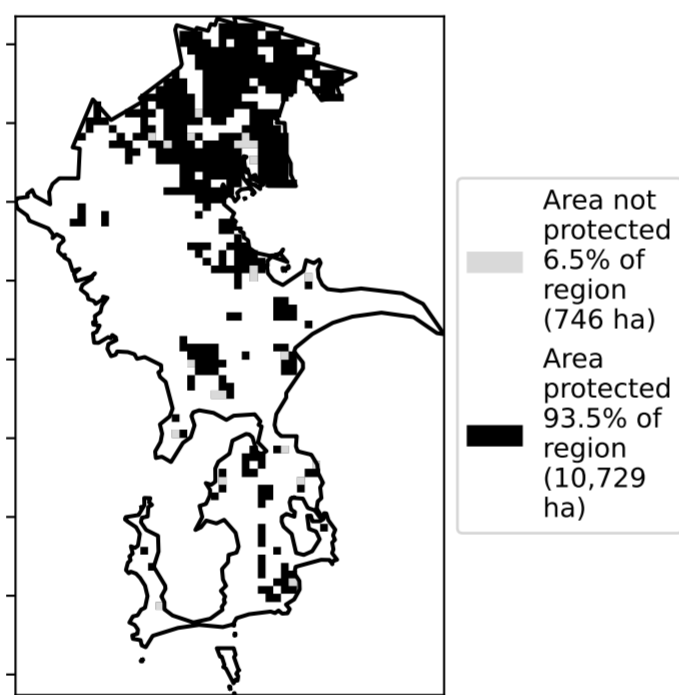 Area not
protected
6.5% of
region
(746 ha)
Area
protected
93.5% of
region
(10,729
ha)